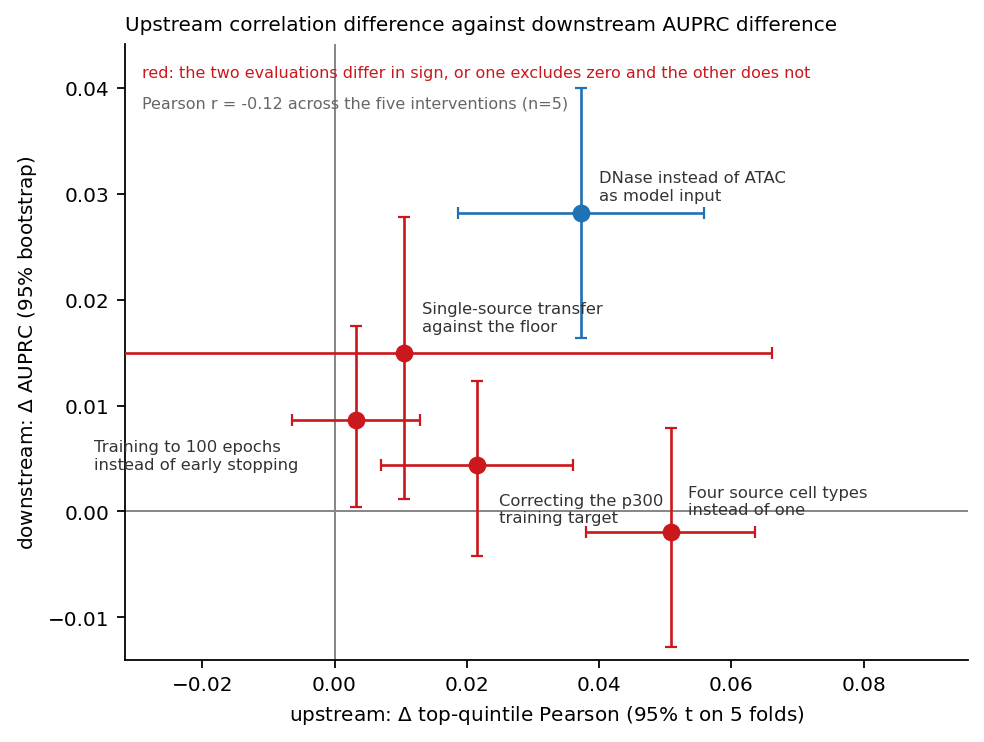 Upstream correlation difference against downstream AUPRC difference
red: the two evaluations differ in sign, or one excludes zero and the other does not
Pearson r = -0.12 across the five interventions (n=5)
DNase instead of ATAC
as model input
Single-source transfer
against the floor
Training to 100 epochs
instead of early stopping
Correcting the p300
training target
Four source cell types
instead of one
downstream: Δ AUPRC (95% bootstrap)
0.04
0.03
0.02
0.01
0.00
−0.01
−0.02
0.00
0.02
0.04
0.06
0.08
upstream: Δ top-quintile Pearson (95% t on 5 folds)